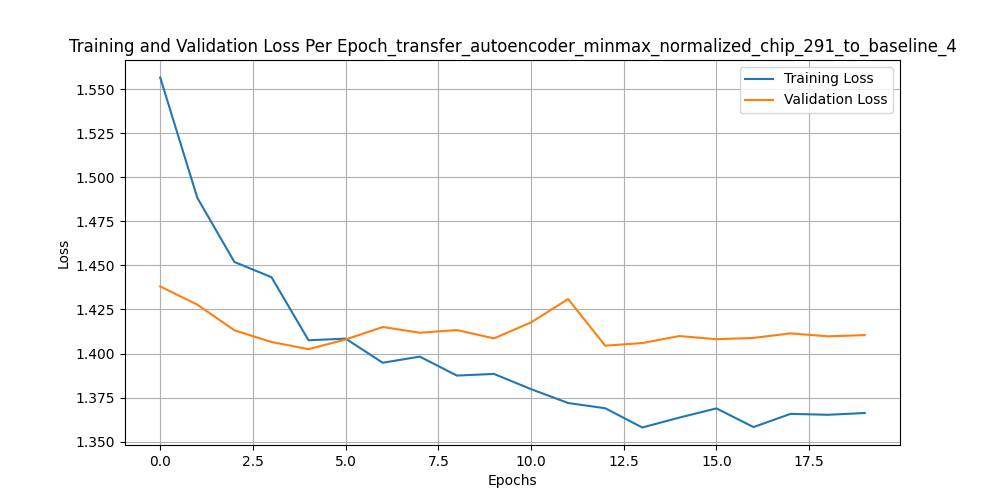 Training and Validation Loss Per Epoch_transfer_autoencoder_minmax_normalized_chip_291_to_baseline_4
Training Loss
Validation Loss
1.550
1.525
1.500
1.475
1.450
1.425
1.400
1.375
1.350
Loss
0.0 2.5 5.0 7.5 10.0 12.5 15.0 17.5
Epochs